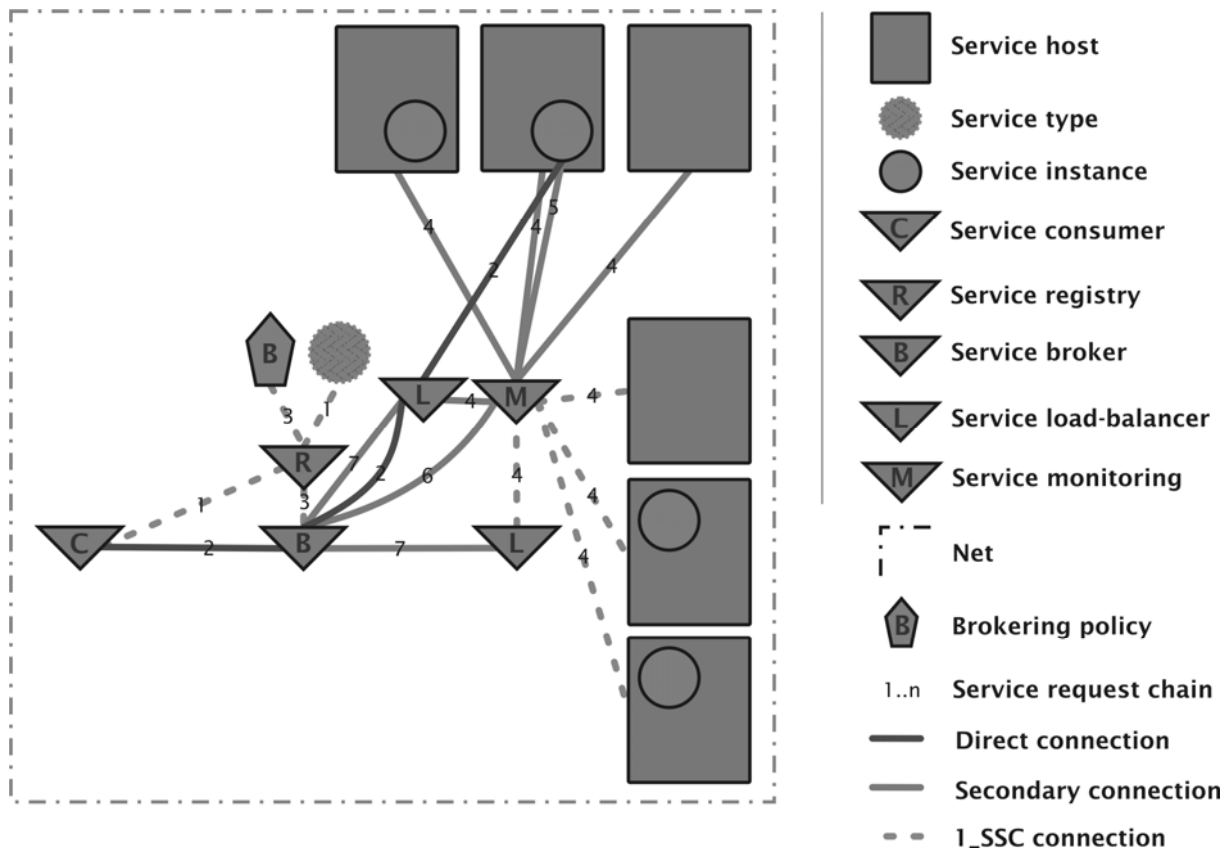 4
5
4
2
4
B
3
1
L
4
M
4
R
7
2
6
4
4
1
3
C
2
B
7
L
4
Service host
Service type
Service instance
C Service consumer
R Service registry
B Service broker
L Service load-balancer
M Service monitoring
Net
B Brokering policy
1..n Service request chain
Direct connection
Secondary connection
1_SSC connection